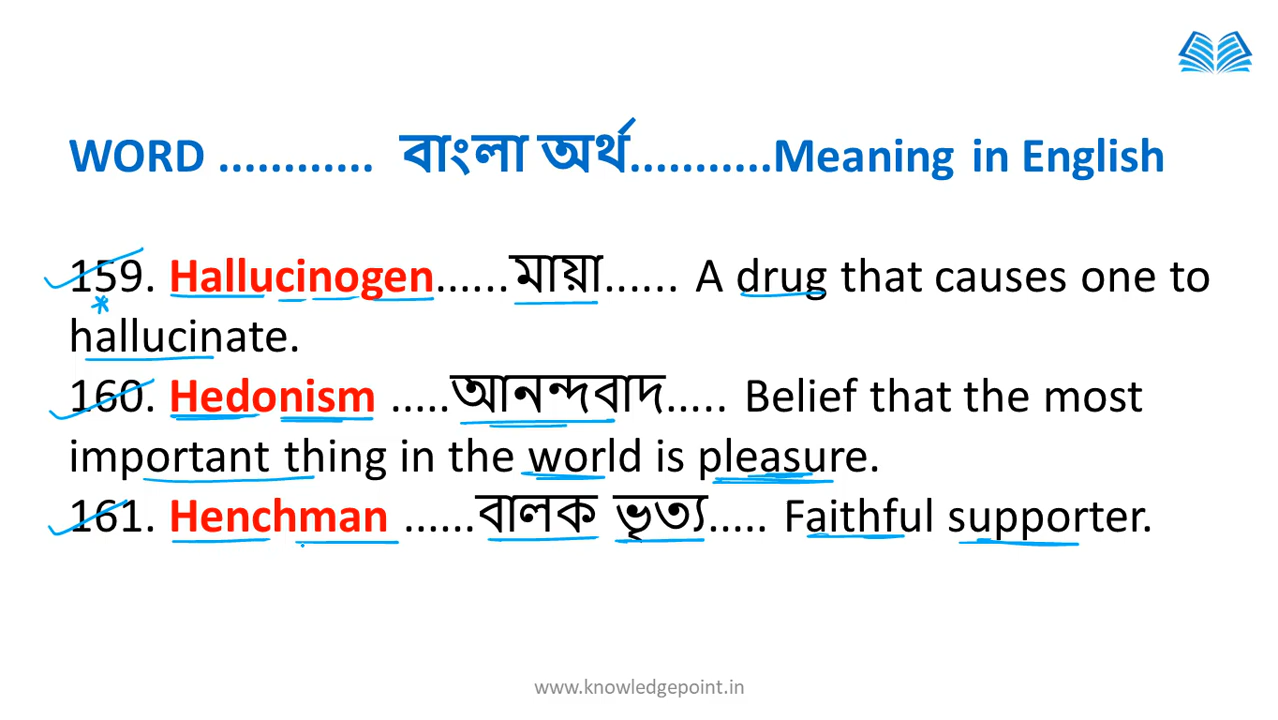 WORD ............ বাংলা অর্থ...........Meaning in English
159. Hallucinogen......মায়া...... A drug that causes one to
hallucinate.
160. Hedonism .....আনন্দবাদ..... Belief that the most
important thing in the world is pleasure.
161. Henchman ......বালক ভৃত্য..... Faithful supporter.
www.knowledgepoint.in